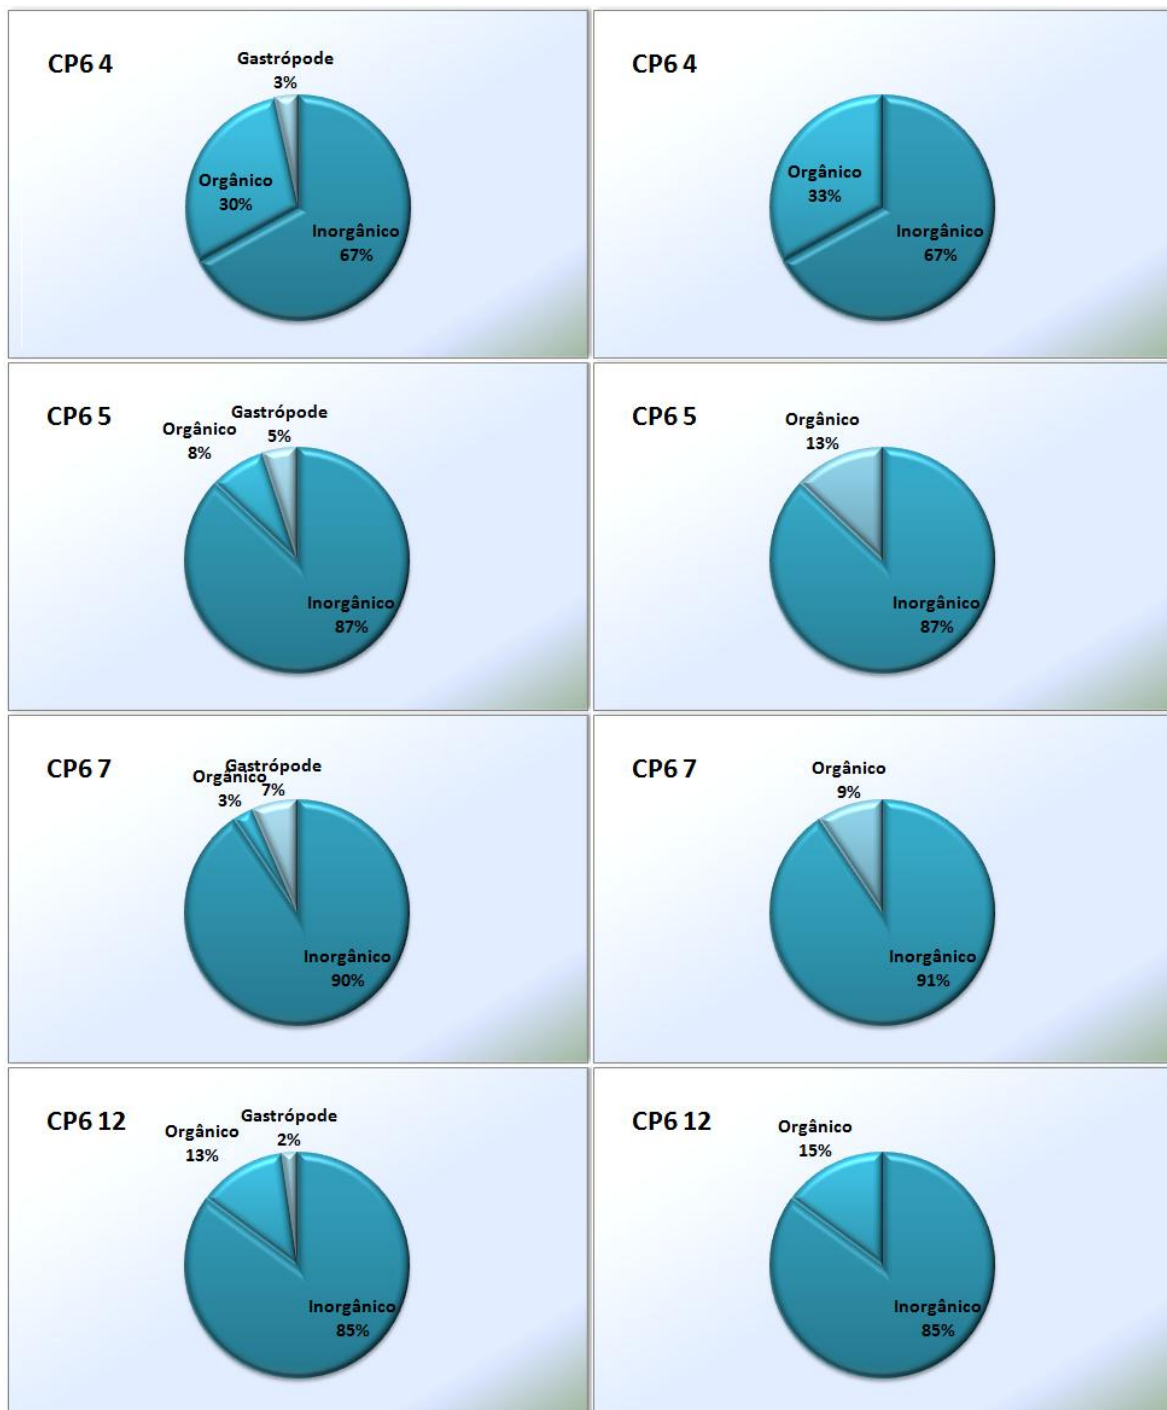 CP6 4
Gastrópode
3%
Orgânico
30%
Inorgânico
67%
CP6 4
Orgânico
33%
Inorgânico
67%
CP6 5
Gastrópode
5%
Orgânico
8%
Inorgânico
87%
CP6 5
Orgânico
13%
Inorgânico
87%
CP6 7
Gastrópode
7%
Orgânico
3%
Inorgânico
90%
CP6 7
Orgânico
9%
Inorgânico
91%
CP6 12
Gastrópode
2%
Orgânico
13%
Inorgânico
85%
CP6 12
Orgânico
15%
Inorgânico
85%